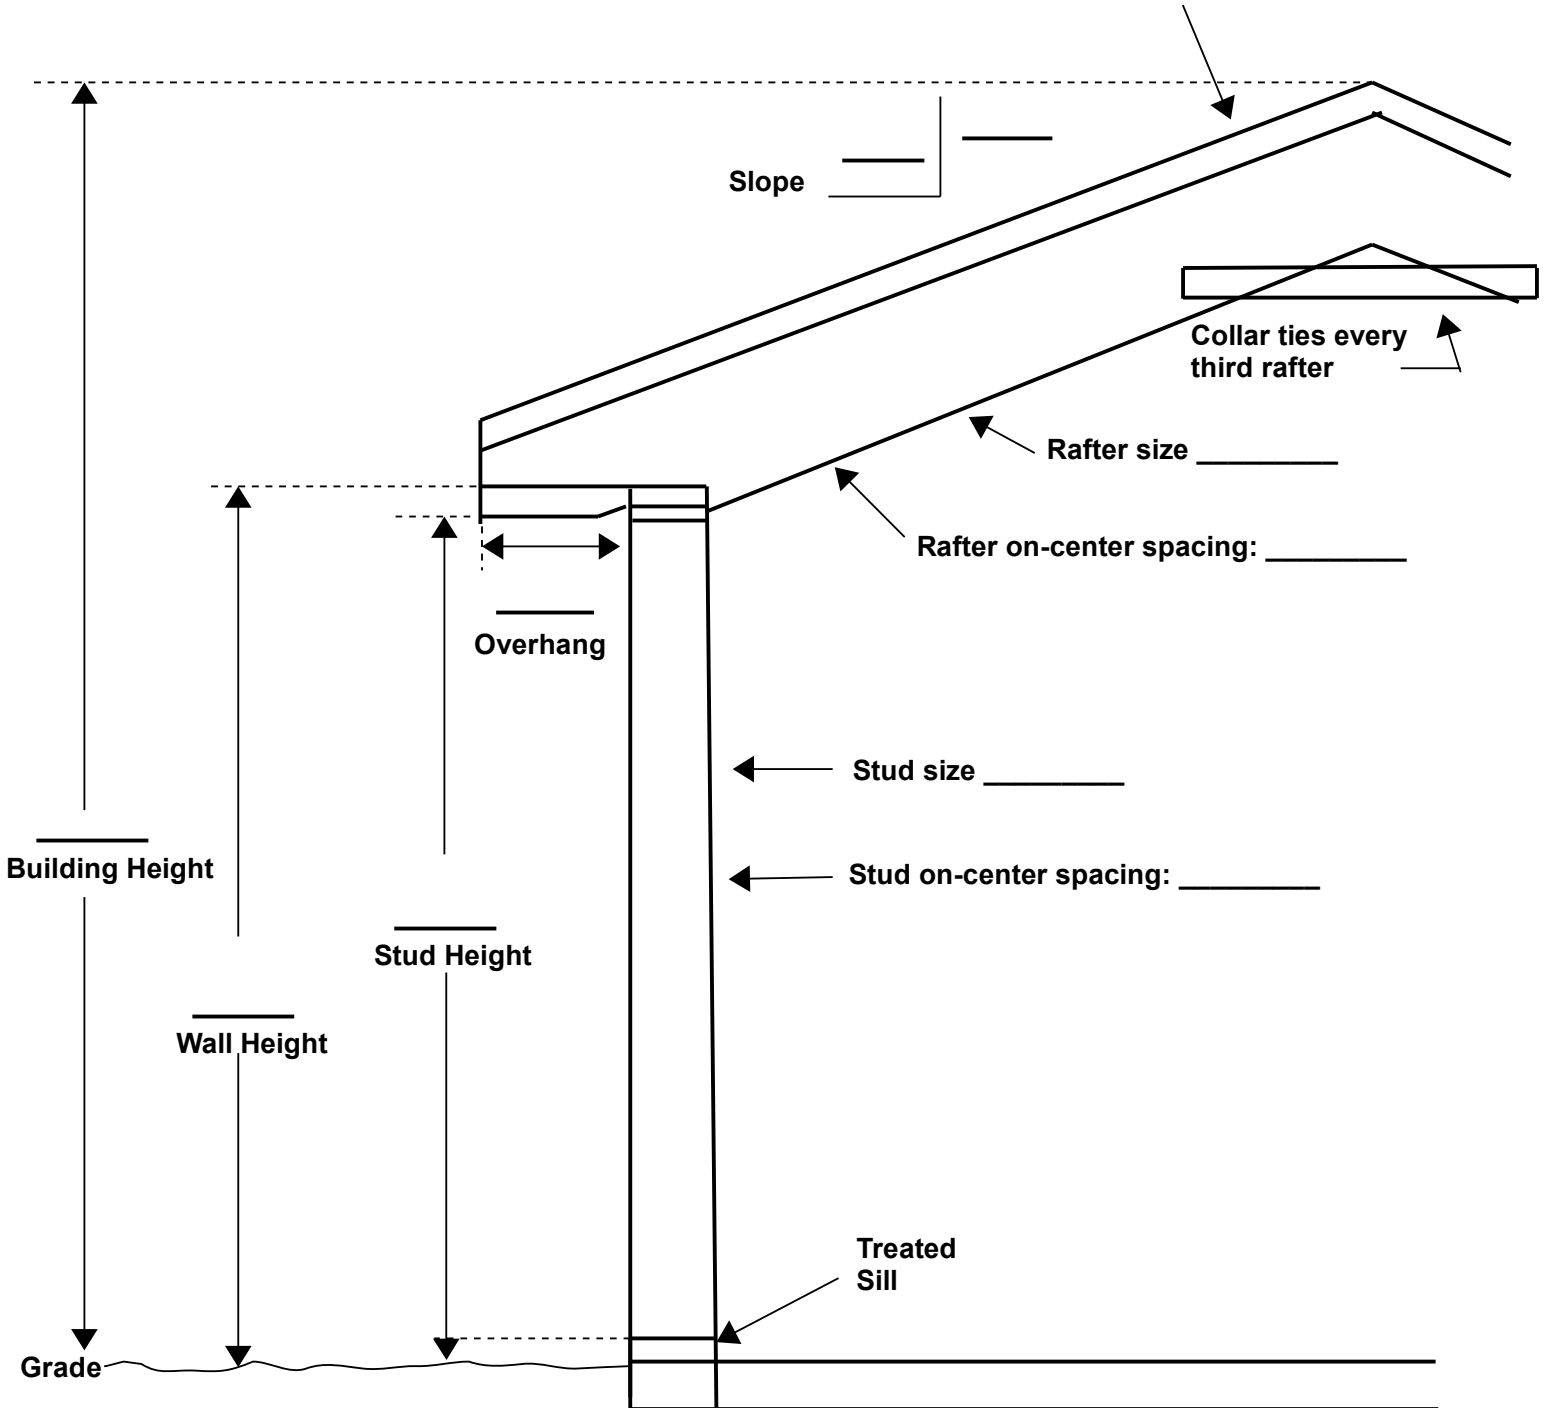 Slope
Collar ties every
third rafter
Rafter size _________
Rafter on-center spacing: _________
Overhang
Stud size _________
Building Height
Stud on-center spacing: _________
Stud Height
Wall Height
Treated
Sill
Grade